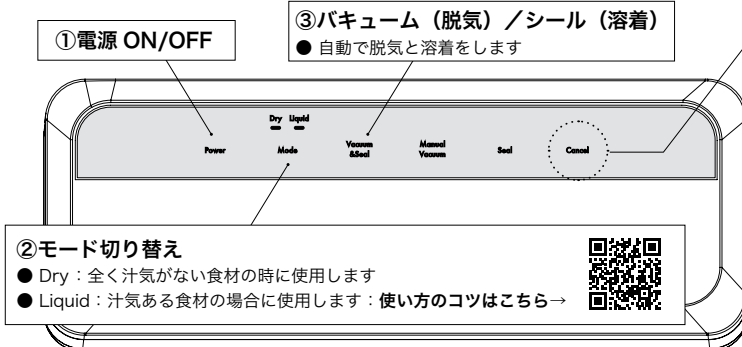 ①電源 ON/OFF
③バキューム（脱気）／シール（溶着）
● 自動で脱気と溶着をします
Dry Liquid
Power
Mode
Vacuum
&Seal
Manual
Vacuum
Seal
Cancel
②モード切り替え
● Dry：全く汁気がない食材の時に使用します
● Liquid：汁気ある食材の場合に使用します：使い方のコツはこちら→